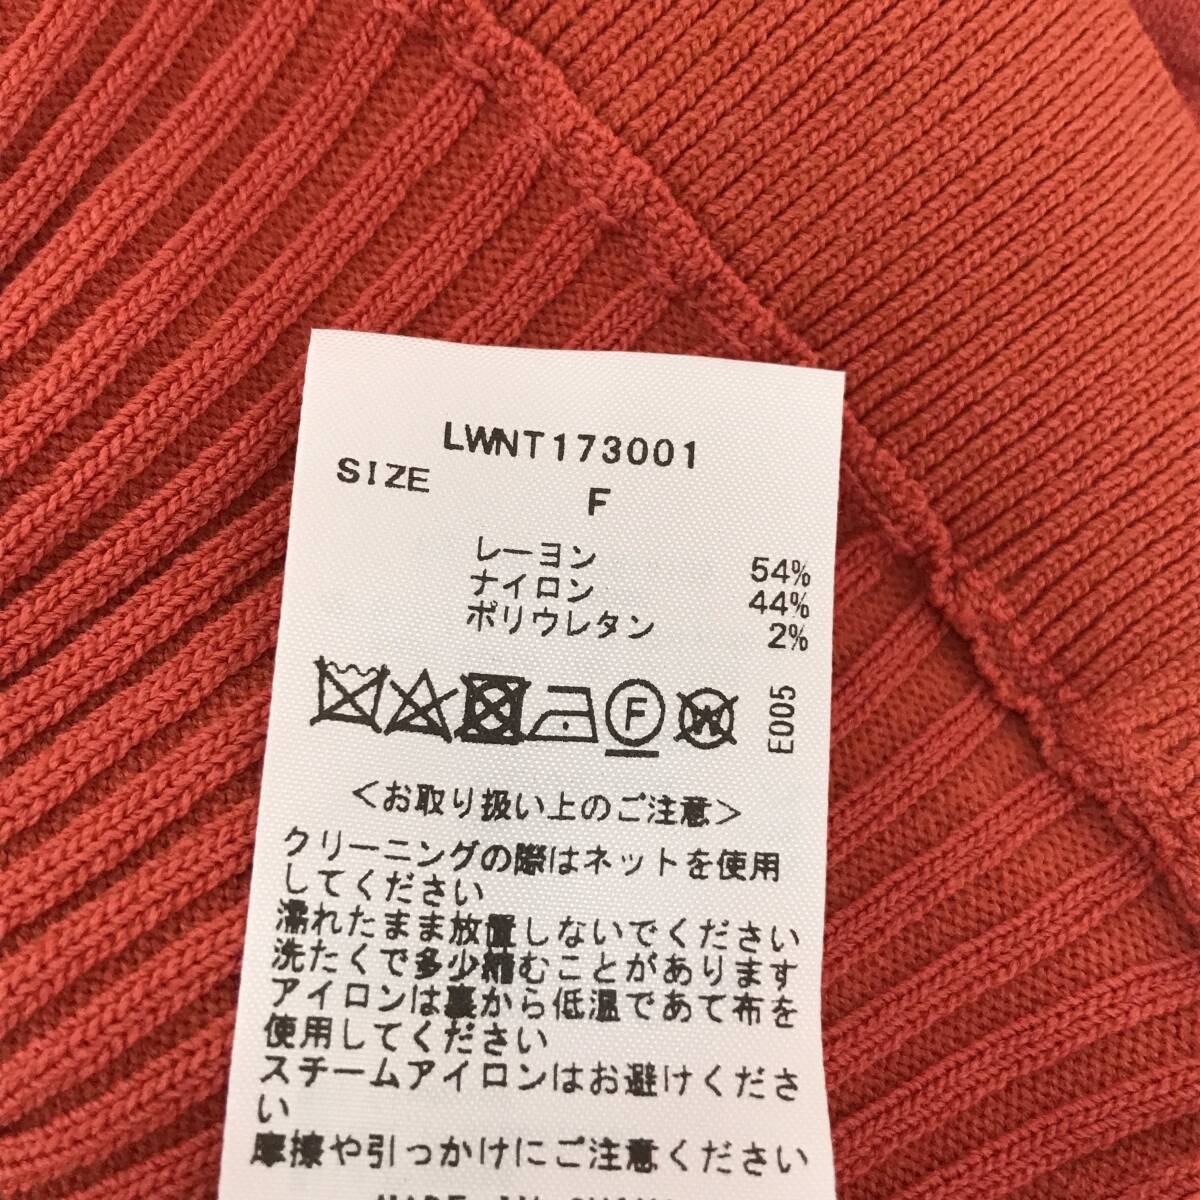 LWNT173001
SIZE F
レーヨン 54%
ナイロン 44%
ポリウレタン 2%
F W E005
<お取り扱い上のご注意>
クリーニングの際はネットを使用
してください
濡れたまま放置しないでください
洗たくで多少縮むことがあります
アイロンは裏から低温であて布を
使用してください
スチームアイロンはお避けくださ
い
摩擦や引っかけにご注意ください